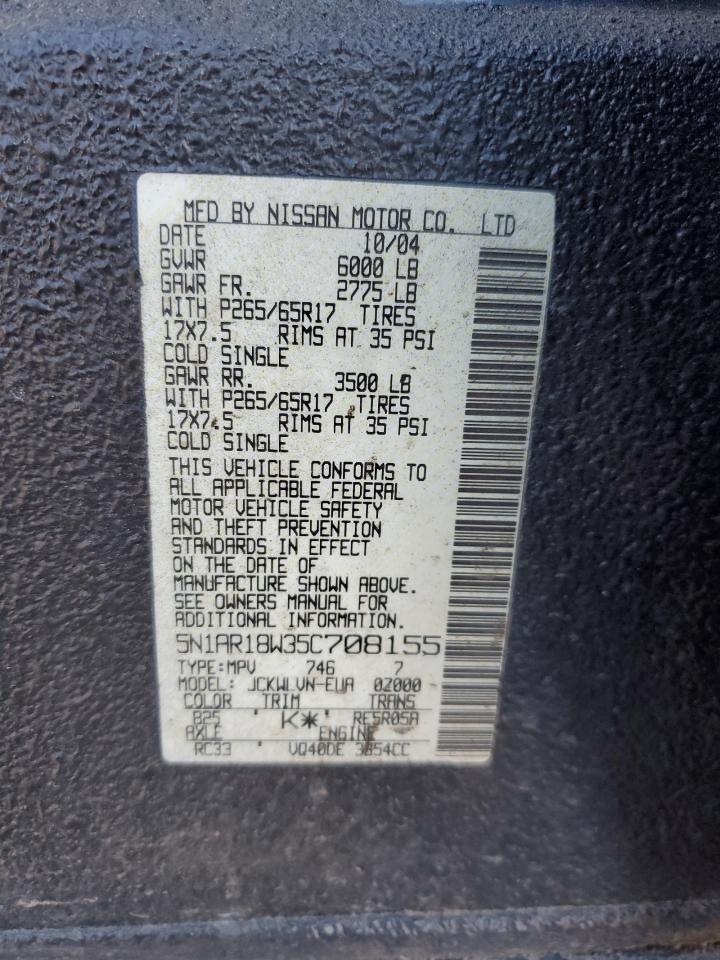 MFD BY NISSAN MOTOR CO. LTD
DATE 10/04
GVWR 6000 LB
GAWR FR. 2775 LB
WITH P265/65R17 TIRES
17X7.5 RIMS AT 35 PSI
COLD SINGLE
GAWR RR. 3500 LB
WITH P265/65R17 TIRES
17X7.5 RIMS AT 35 PSI
COLD SINGLE
THIS VEHICLE CONFORMS TO
ALL APPLICABLE FEDERAL
MOTOR VEHICLE SAFETY
AND THEFT PREVENTION
STANDARDS IN EFFECT
ON THE DATE OF
MANUFACTURE SHOWN ABOVE.
SEE OWNERS MANUAL FOR
ADDITIONAL INFORMATION.
5N1AR18W35C708155
TYPE:MPV 746 7
MODEL: JCKWLVN-EUA 0Z000
COLOR TRIM TRANS
B25 ' K* ' RE5R05A
AXLE ENGINE
RC33 ' VQ40DE 3954CC